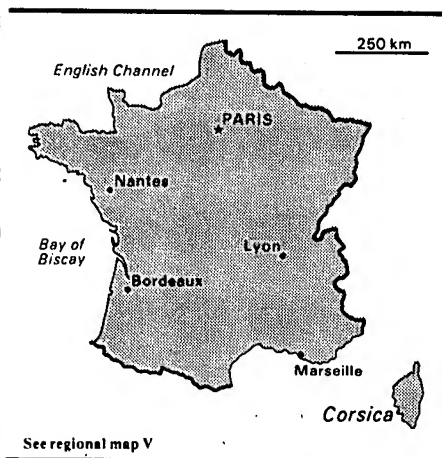 250 km
English Channel
PARIS
Nantes
Bay of
Biscay
Lyon
Bordeaux
Marseille
Corsica
See regional map V